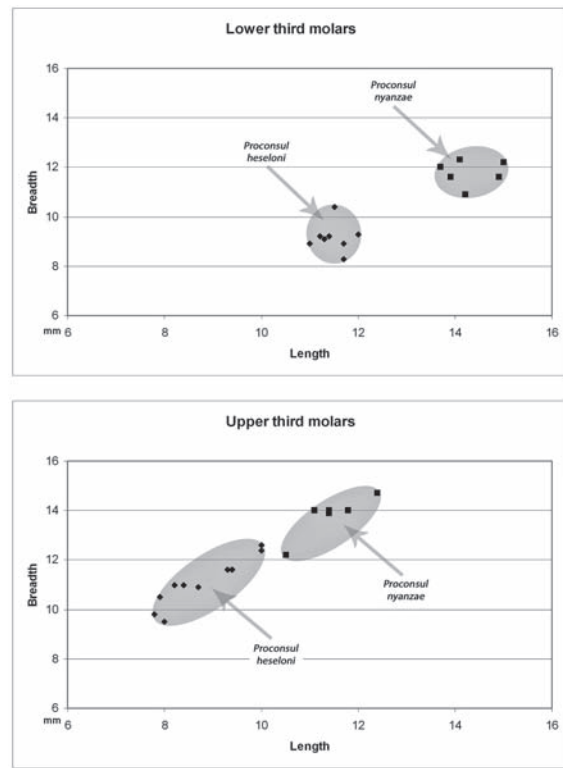 Lower third molars
16
14
12
10
8
6
Breadth
Proconsul
nyanzae
Proconsul
heseloni
mm 6 8 10 12 14 16
Length
Upper third molars
16
14
12
10
8
6
Breadth
Proconsul
nyanzae
Proconsul
heseloni
mm 6 8 10 12 14 16
Length